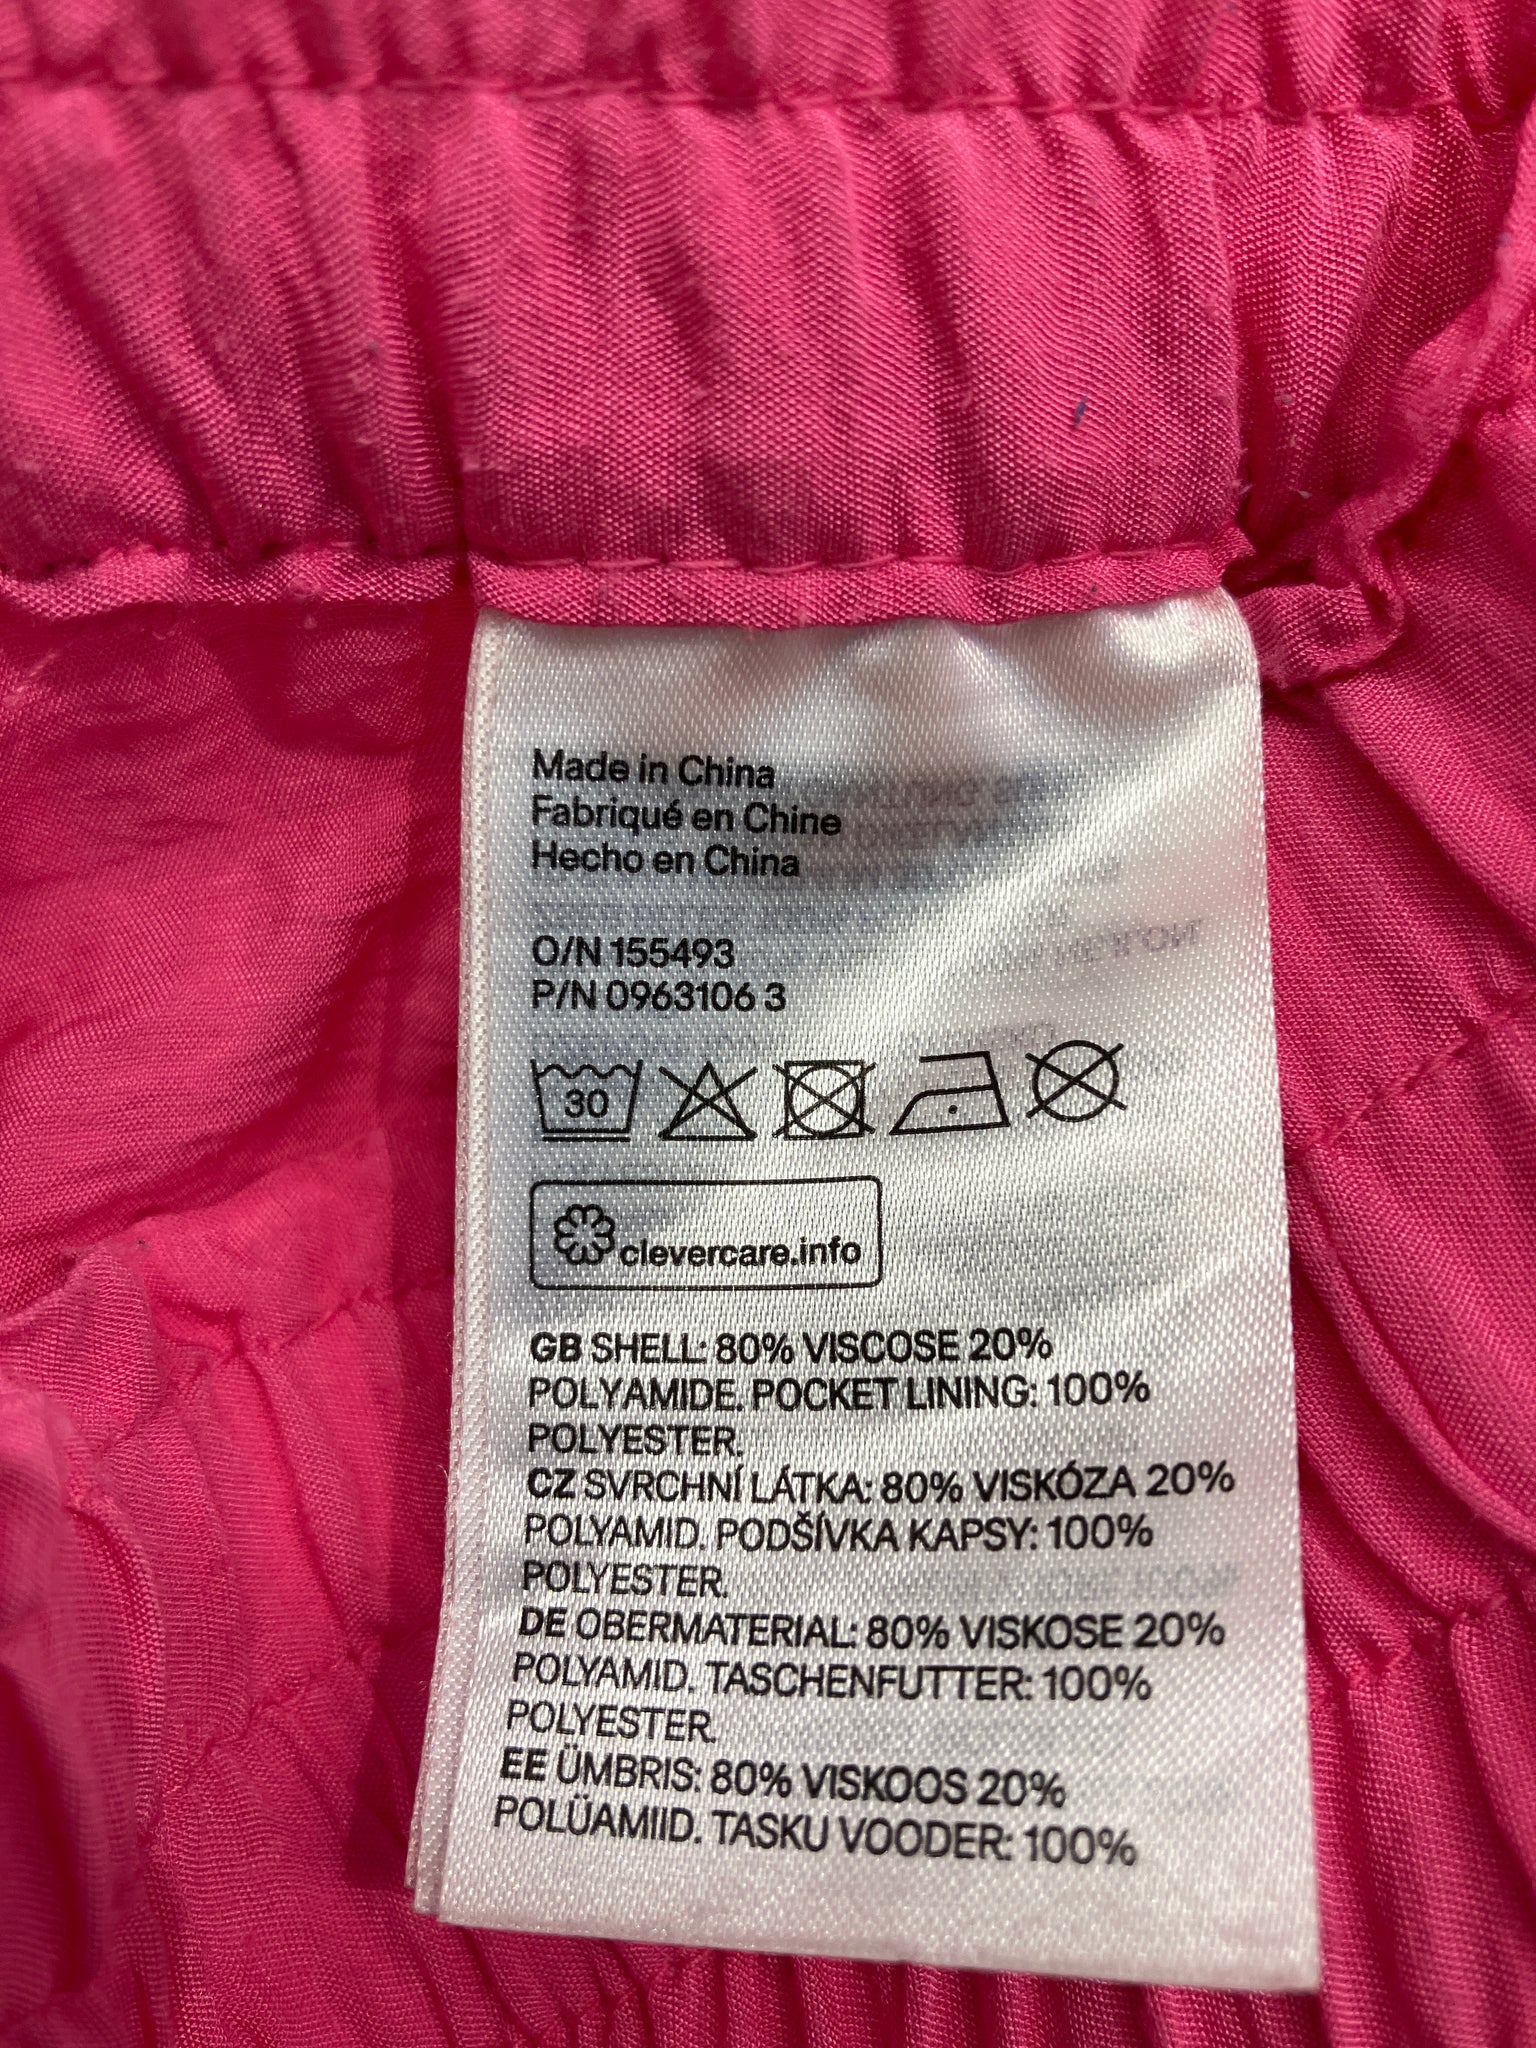 Made in China
Fabriqué en Chine
Hecho en China
O/N 155493
P/N 0963106 3
30
clevercare.info
GB SHELL: 80% VISCOSE 20%
POLYAMIDE. POCKET LINING: 100%
POLYESTER.
CZ SVRCHNÍ LÁTKA: 80% VISKÓZA 20%
POLYAMID. PODŠÍVKA KAPSY: 100%
POLYESTER.
DE OBERMATERIAL: 80% VISKOSE 20%
POLYAMID. TASCHENFUTTER: 100%
POLYESTER.
EE ÜMBRIS: 80% VISKOOS 20%
POLÜAMIID. TASKU VOODER: 100%